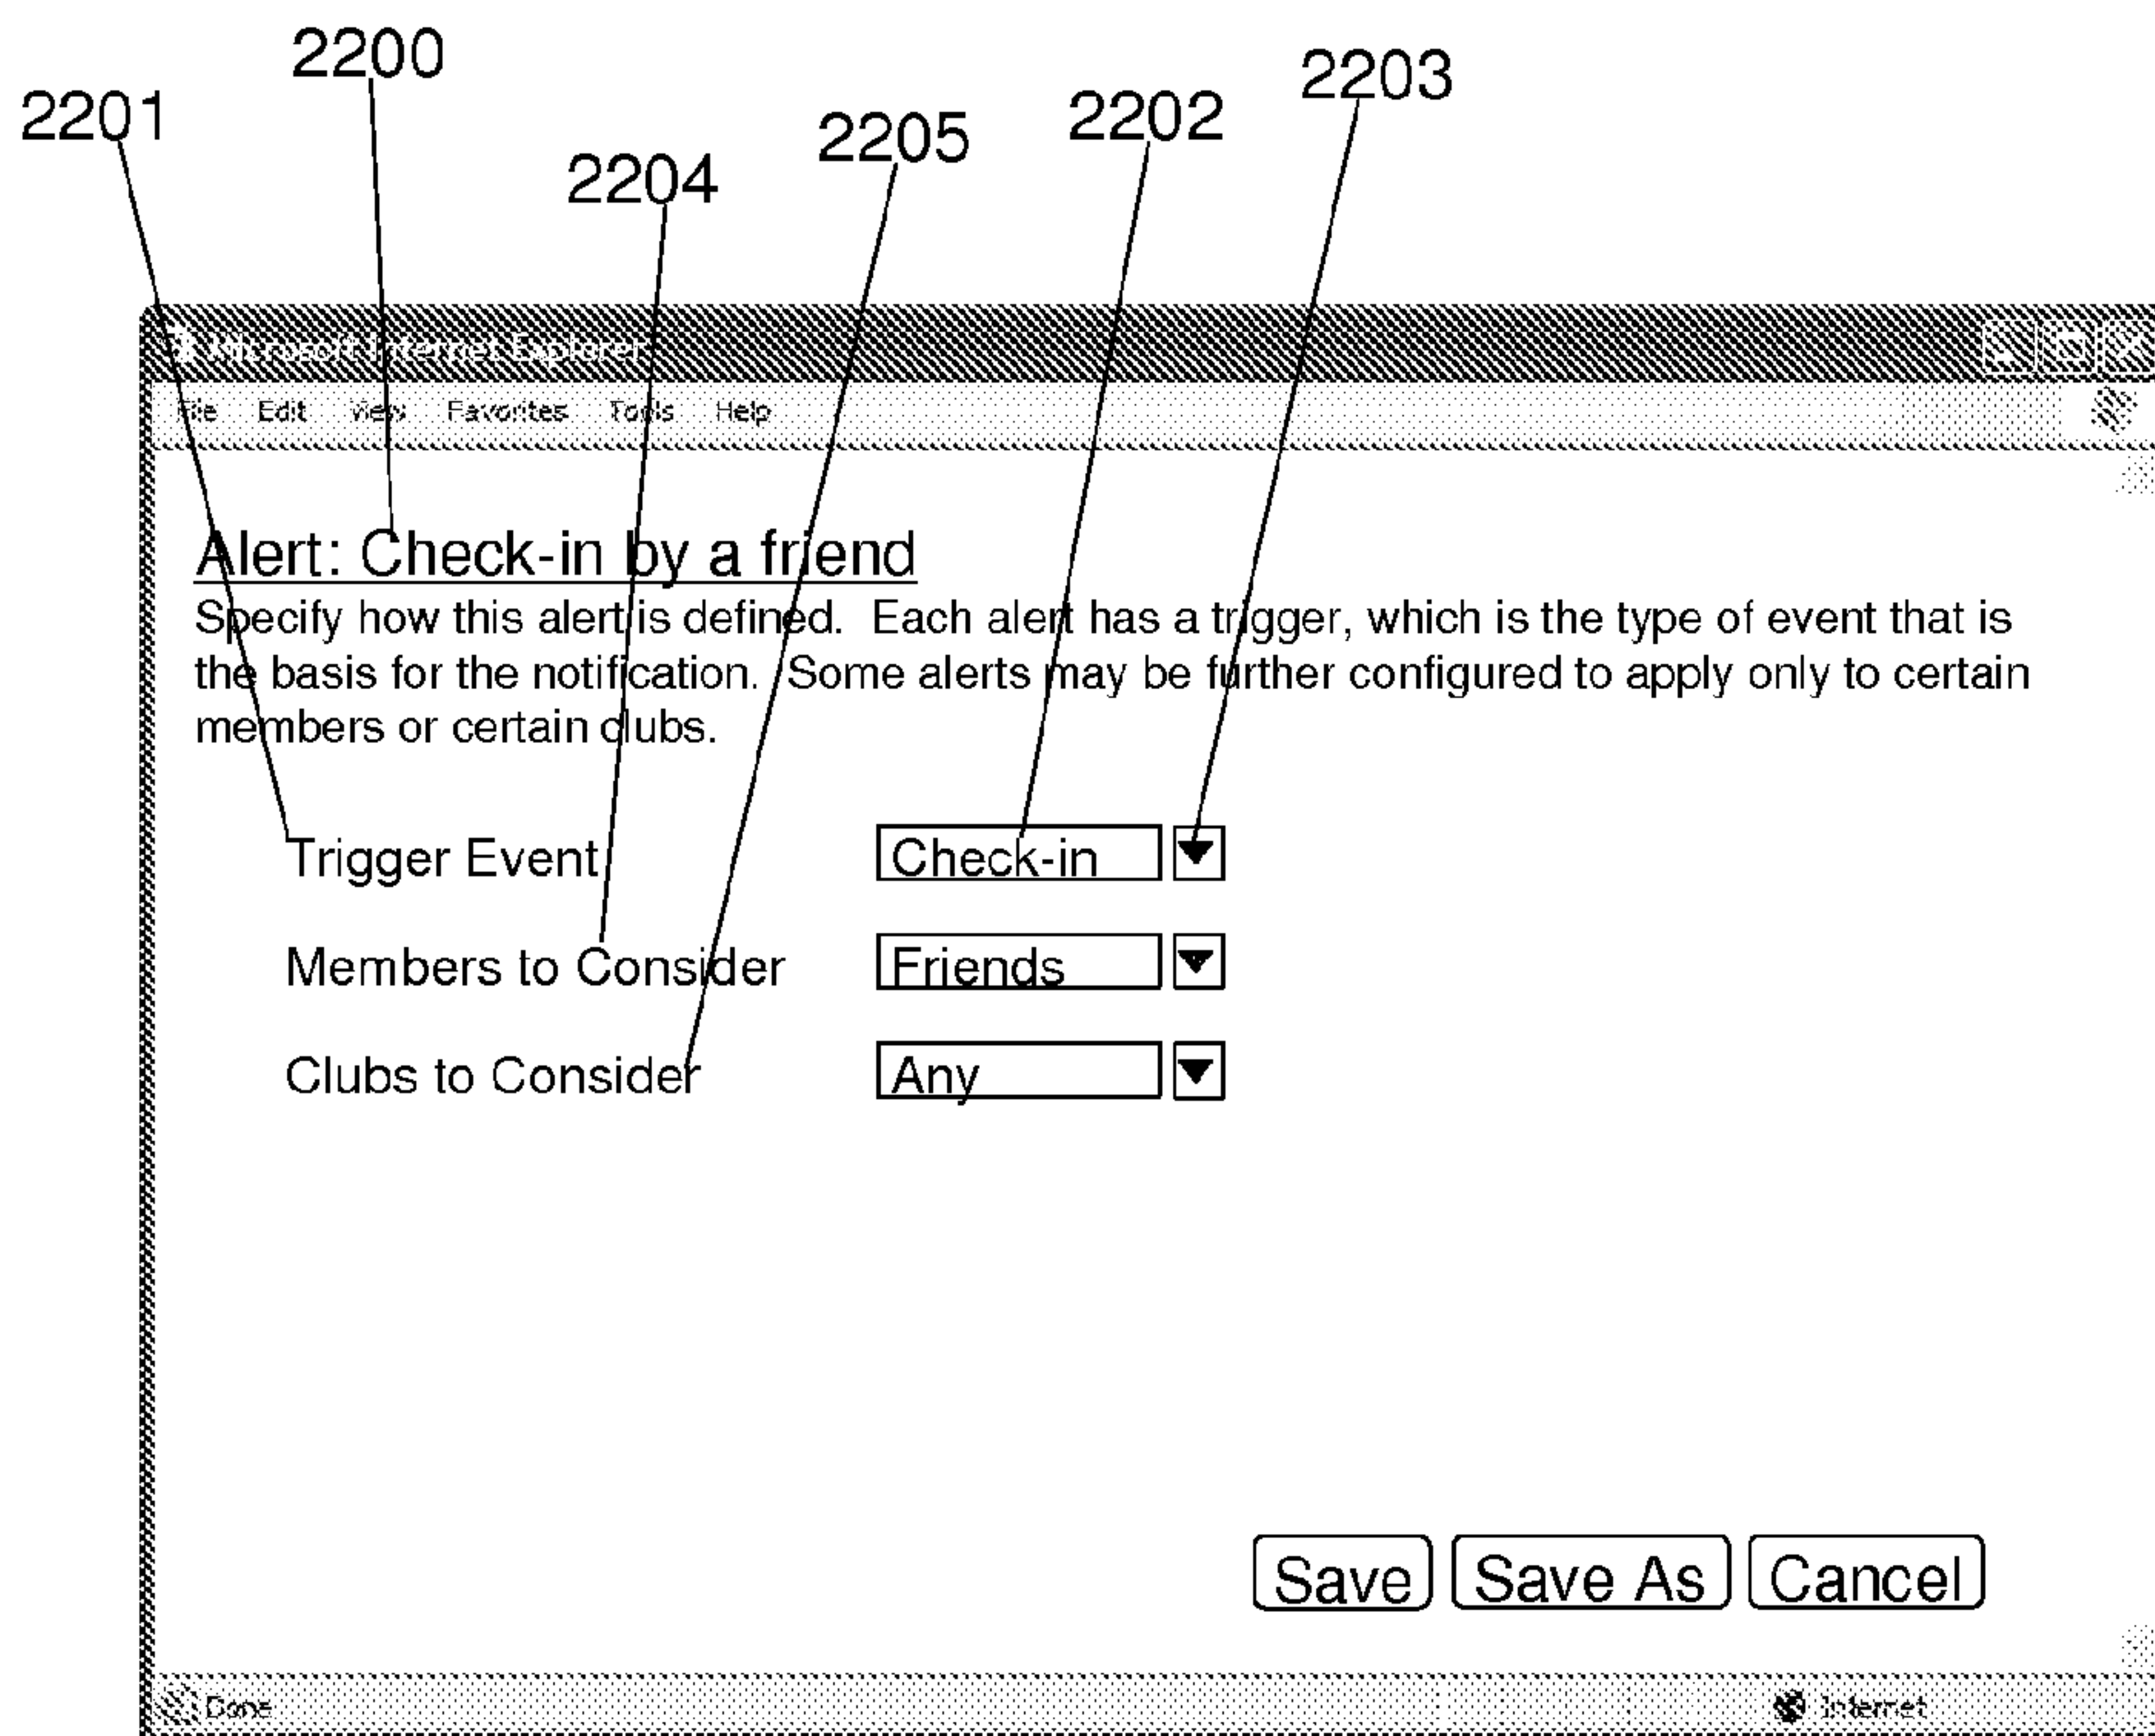 2200
2203
2201
2202
2205
2204
Microsoft Internet Explorer
File Edit View Favorites Tools Help
Alert: Check-in by a friend
Specify how this alert is defined. Each alert has a trigger, which is the type of event that is
the basis for the notification. Some alerts may be further configured to apply only to certain
members or certain clubs.
Trigger Event Check-in
Members to Consider Friends
Clubs to Consider Any
Save Save As Cancel
Done Internet